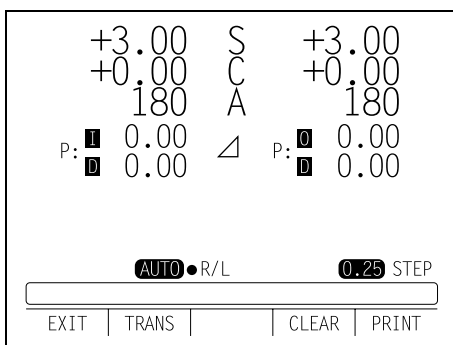 +3.00 S +3.00
+0.00 C +0.00
180 A 180
P: I 0.00 P: O 0.00
D 0.00 D 0.00
AUTO ● R/L 0.25 STEP
EXIT TRANS CLEAR PRINT